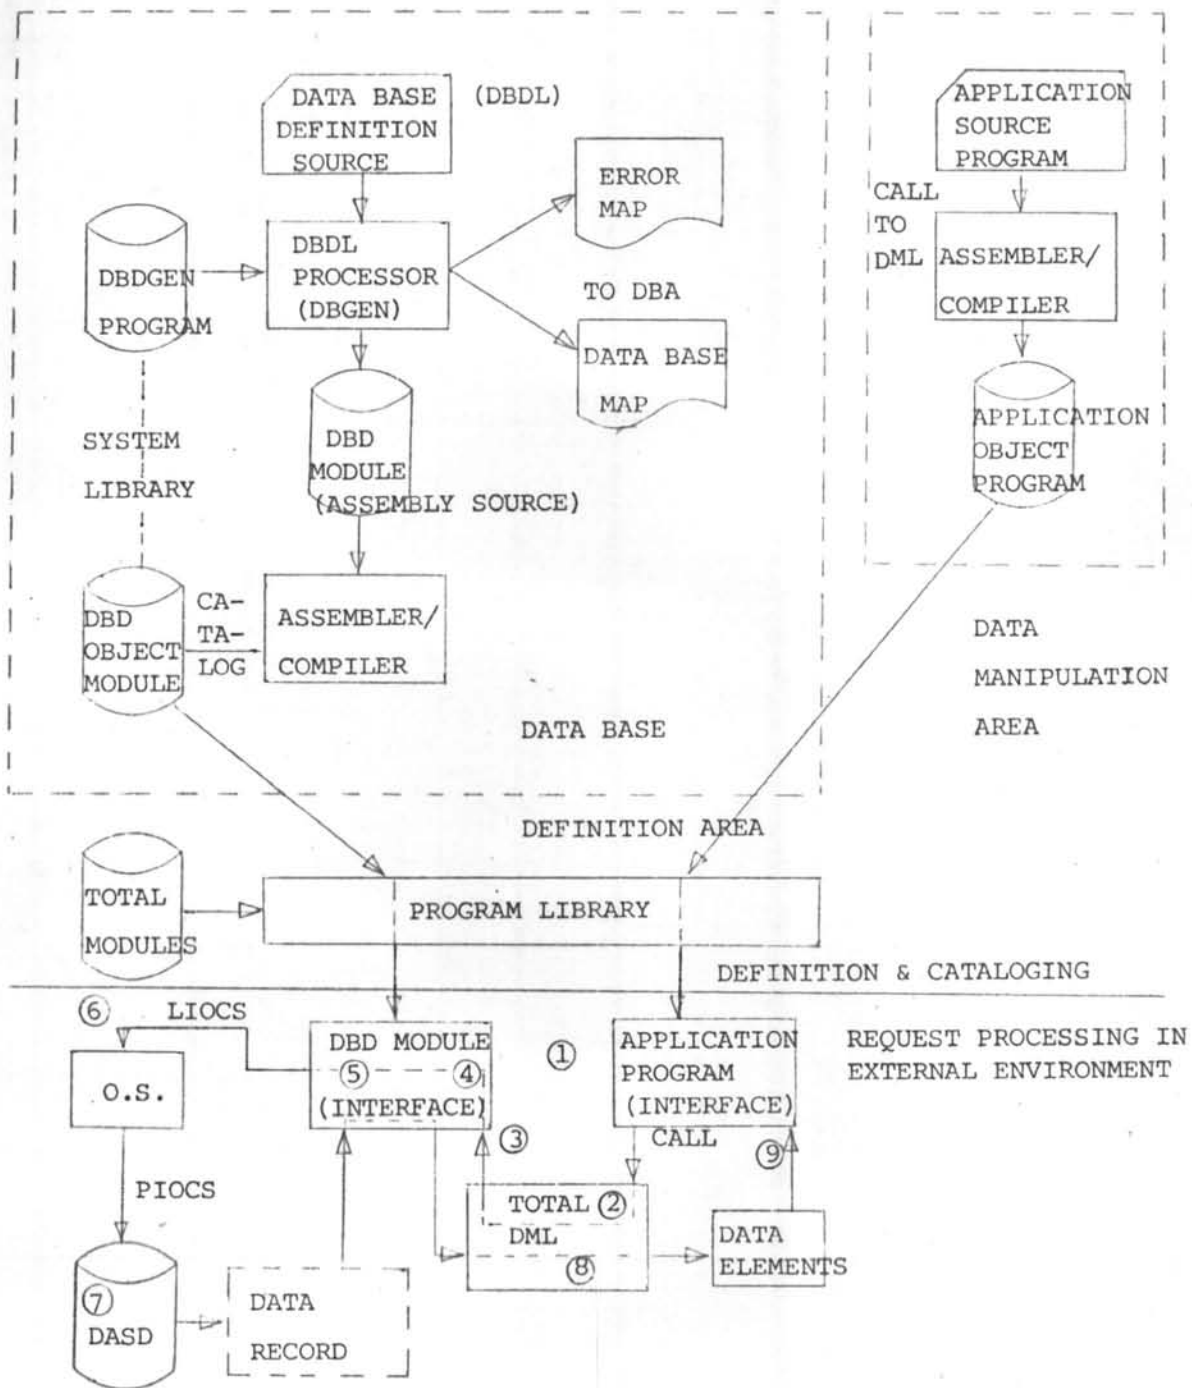 DATA BASE
DEFINITION
SOURCE
(DBDL)
APPLICATION
SOURCE
PROGRAM
ERROR
MAP
CALL
TO
DML
DBDGEN
PROGRAM
DBDL
PROCESSOR
(DBGEN)
TO DBA
ASSEMBLER/
COMPILER
DATA BASE
MAP
SYSTEM
LIBRARY
DBD
MODULE
(ASSEMBLY SOURCE)
APPLICATION
OBJECT
PROGRAM
DBD
OBJECT
MODULE
CA-
TA-
LOG
ASSEMBLER/
COMPILER
DATA
MANIPULATION
AREA
DATA BASE
DEFINITION AREA
TOTAL
MODULES
PROGRAM LIBRARY
DEFINITION & CATALOGING
⑥ LIOCS
DBD MODULE
⑤ ④
(INTERFACE)
①
APPLICATION
PROGRAM
(INTERFACE)
CALL
REQUEST PROCESSING IN
EXTERNAL ENVIRONMENT
O.S.
③
⑨
PIOCS
TOTAL ②
DML
⑧
DATA
ELEMENTS
⑦
DASD
DATA
RECORD